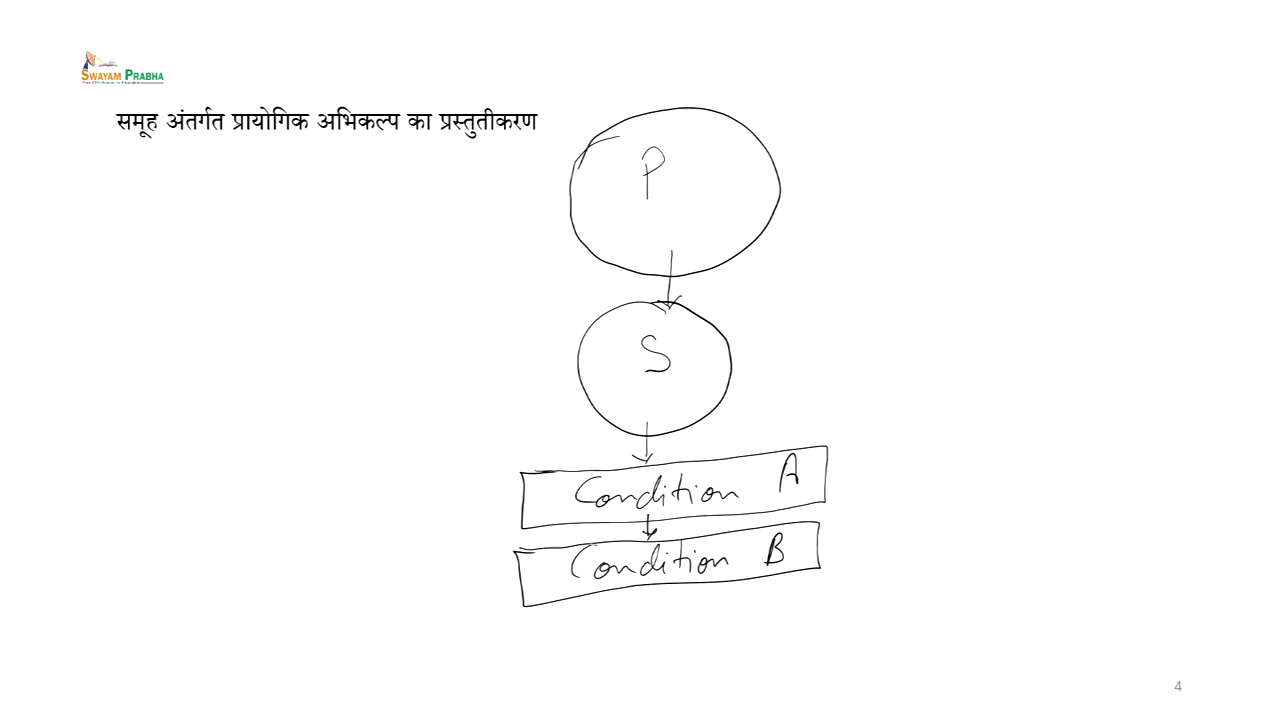 SWAYAM PRABHA
समूह अंतर्गत प्रायोगिक अभिकल्प का प्रस्तुतीकरण
P
S
Condition A
Condition B
4